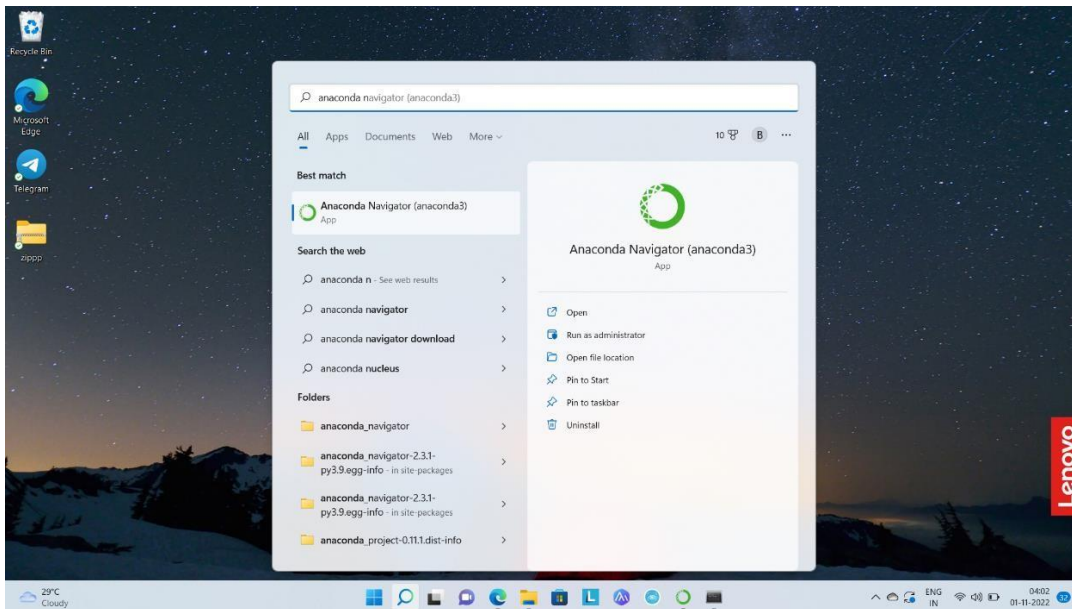 Recycle Bin
Microsoft
Edge
Telegram
zippp
anaconda navigator (anaconda3)
All Apps Documents Web More
10 B ...
Best match
Anaconda Navigator (anaconda3)
App
Search the web
anaconda n - See web results
anaconda navigator
anaconda navigator download
anaconda nucleus
Folders
anaconda_navigator
anaconda_navigator-2.3.1-
py3.9.egg-info - in site-packages
anaconda_navigator-2.3.1-
py3.9.egg-info - in site-packages
anaconda_project-0.11.1.dist-info
Anaconda Navigator (anaconda3)
App
Open
Run as administrator
Open file location
Pin to Start
Pin to taskbar
Uninstall
Lenovo
29°C
Cloudy
L
ENG
IN
04:02
01-11-2022
32